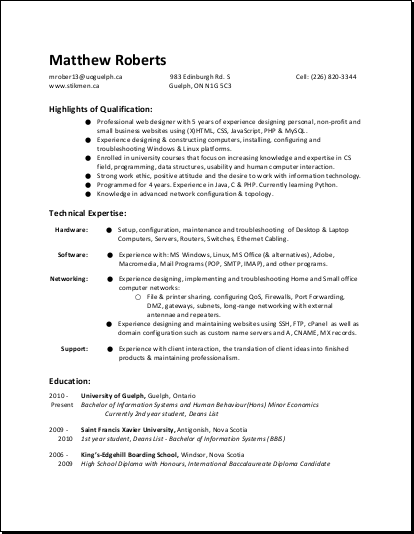 Matthew Roberts
mrober13@uoguelph.ca 983 Edinburgh Rd. S Cell: (226) 820-3344
www.stikmen.ca Guelph, ON N1G 5C3
Highlights of Qualification:
● Professional web designer with 5 years of experience designing personal, non-profit and
small business websites using (X)HTML, CSS, JavaScript, PHP & MySQL.
● Experience designing & constructing computers, installing, configuring and
troubleshooting Windows & Linux platforms.
● Enrolled in university courses that focus on increasing knowledge and expertise in CS
field, programming, data structures, usability and human computer interaction.
● Strong work ethic, positive attitude and the desire to work with information technology.
● Programmed for 4 years. Experience in Java, C & PHP. Currently learning Python.
● Knowledge in advanced network configuration & topology.
Technical Expertise:
Hardware: ● Setup, configuration, maintenance and troubleshooting of Desktop & Laptop
Computers, Servers, Routers, Switches, Ethernet Cabling.
Software: ● Experience with: MS Windows, Linux, MS Office (& alternatives), Adobe,
Macromedia, Mail Programs (POP, SMTP, IMAP), and other programs.
Networking: ● Experience designing, implementing and troubleshooting Home and Small office
computer networks:
○ File & printer sharing, configuring QoS, Firewalls, Port Forwarding,
DMZ, gateways, subnets, long-range networking with external
antennae and repeaters.
● Experience designing and maintaining websites using SSH, FTP, cPanel as well as
domain configuration such as custom name servers and A, CNAME, MX records.
Support: ● Experience with client interaction, the translation of client ideas into finished
products & maintaining professionalism.
Education:
2010 - University of Guelph, Guelph, Ontario
Present Bachelor of Information Systems and Human Behaviour(Hons) Minor Economics
Currently 2nd year student, Deans List
2009 - Saint Francis Xavier University, Antigonish, Nova Scotia
2010 1st year student, Deans List - Bachelor of Information Systems (BBIS)
2006 - King's-Edgehill Boarding School, Windsor, Nova Scotia
2009 High School Diploma with Honours, International Baccalaureate Diploma Candidate